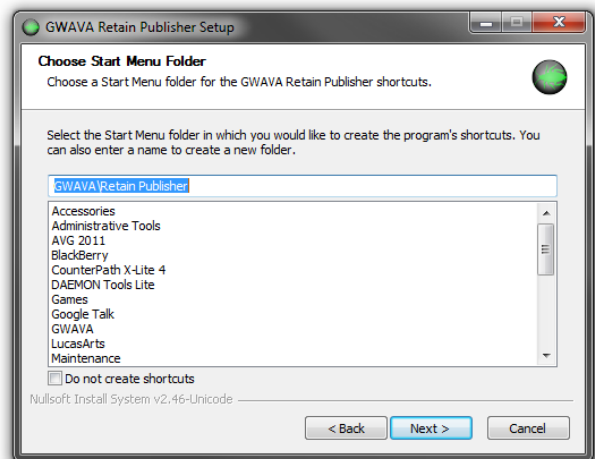 GWAVA Retain Publisher Setup
Choose Start Menu Folder
Choose a Start Menu folder for the GWAVA Retain Publisher shortcuts.
Select the Start Menu folder in which you would like to create the program's shortcuts. You
can also enter a name to create a new folder.
GWAVA\Retain Publisher
Accessories
Administrative Tools
AVG 2011
BlackBerry
CounterPath X-Lite 4
DAEMON Tools Lite
Games
Google Talk
GWAVA
LucasArts
Maintenance
Do not create shortcuts
Nullsoft Install System v2.46-Unicode
< Back Next > Cancel